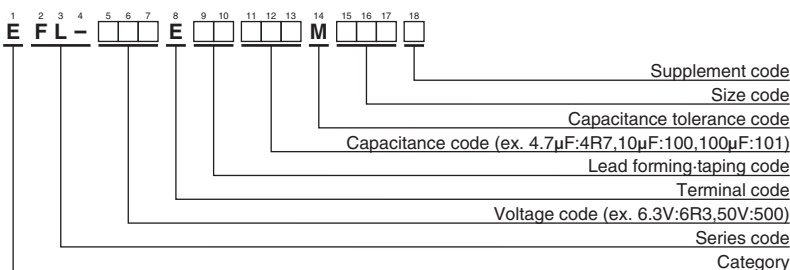 1 2 3 4 5 6 7 8 9 10 11 12 13 14 15 16 17 18
E F L – □□□ E □□ □□□ M □□□ □
Supplement code
Size code
Capacitance tolerance code
Capacitance code (ex. 4.7µF:4R7,10µF:100,100µF:101)
Lead forming·taping code
Terminal code
Voltage code (ex. 6.3V:6R3,50V:500)
Series code
Category